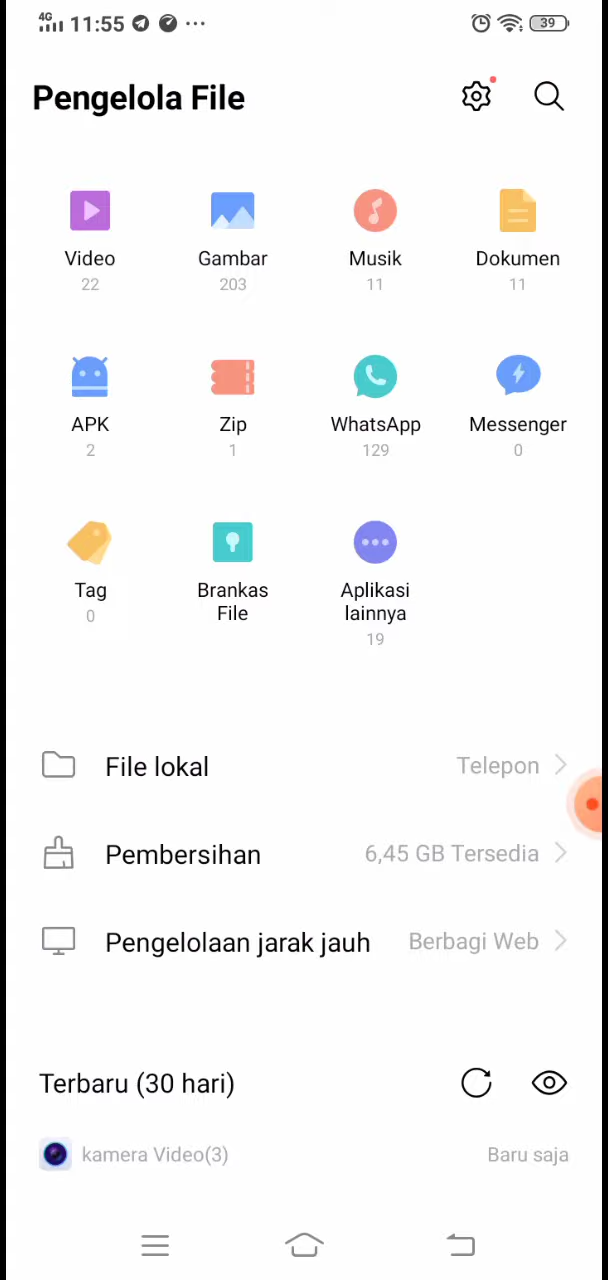 4G 11:55 39
Pengelola File
Video Gambar Musik Dokumen
22 203 11 11
APK Zip WhatsApp Messenger
2 1 129 0
Tag Brankas File Aplikasi lainnya
0 19
File lokal Telepon
Pembersihan 6,45 GB Tersedia
Pengelolaan jarak jauh Berbagi Web
Terbaru (30 hari)
kamera Video(3) Baru saja